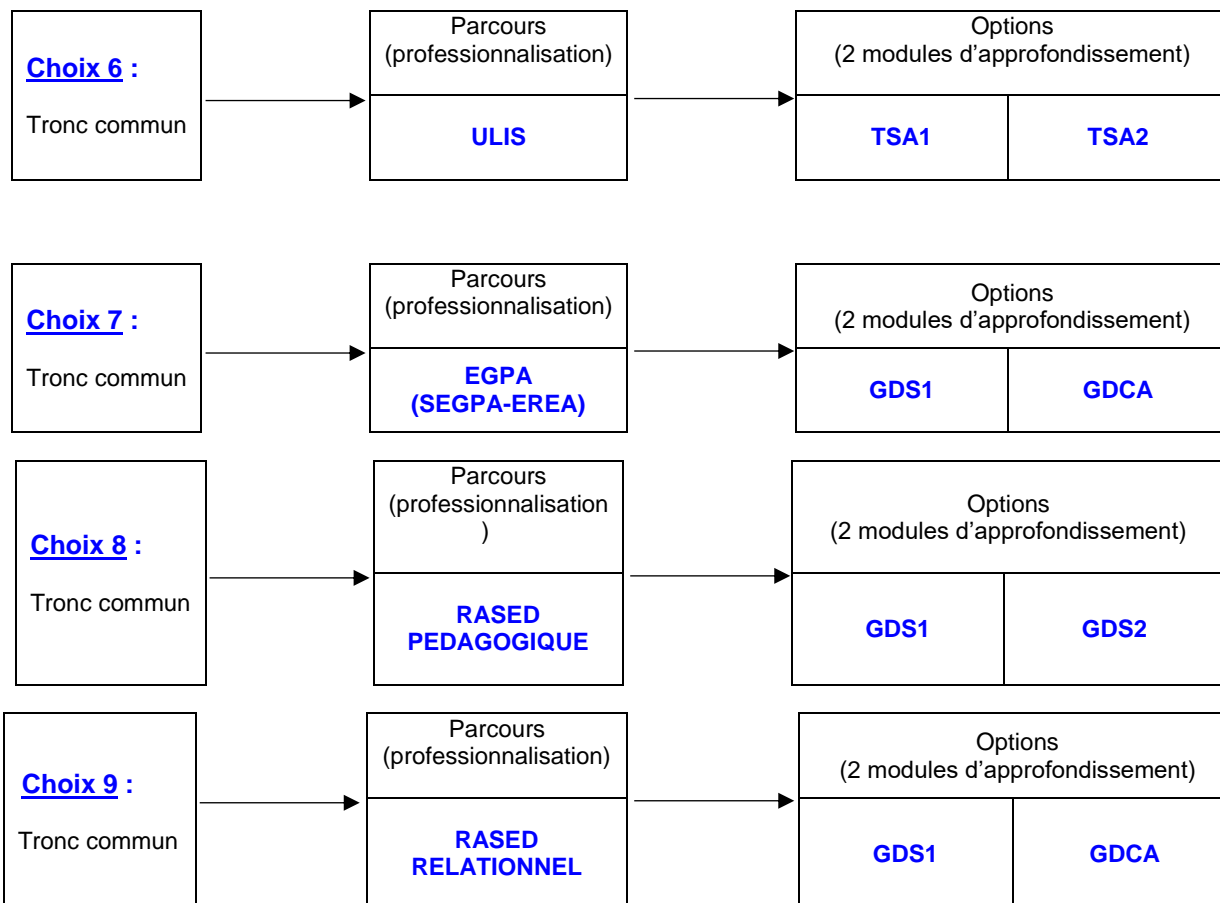 Choix 6 :
Tronc commun
Parcours
(professionnalisation)
ULIS
Options
(2 modules d'approfondissement)
TSA1
TSA2
Choix 7 :
Tronc commun
Parcours
(professionnalisation)
EGPA
(SEGPA-EREA)
Options
(2 modules d'approfondissement)
GDS1
GDCA
Choix 8 :
Tronc commun
Parcours
(professionnalisation
)
RASED
PEDAGOGIQUE
Options
(2 modules d'approfondissement)
GDS1
GDS2
Choix 9 :
Tronc commun
Parcours
(professionnalisation)
RASED
RELATIONNEL
Options
(2 modules d'approfondissement)
GDS1
GDCA